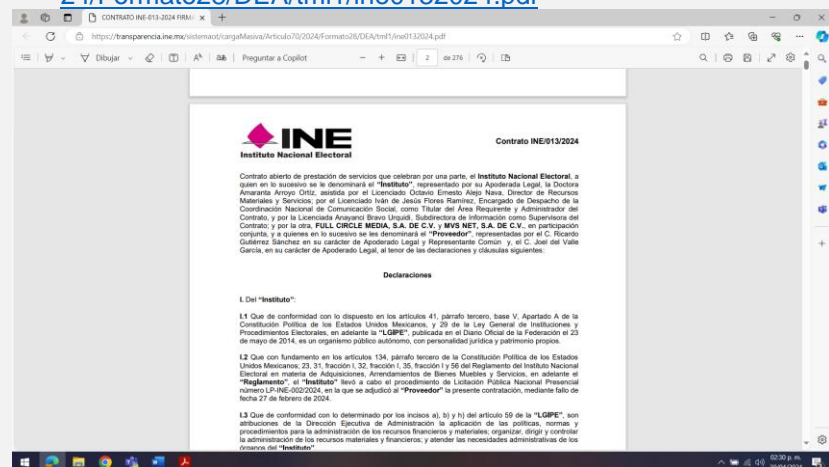 24/Formato28/DEA/tml1/ine0132024.pdf
CONTRATO INE-013-2024 FIRM
https://transparencia.ine.mx/sistemaot/cargaMasiva/Articulo70/2024/Formato28/DEA/tml1/ine0132024.pdf
Dibujar
Preguntar a Copilot
2
de 276
INE
Instituto Nacional Electoral
Contrato INE/013/2024
Contrato abierto de prestación de servicios que celebran por una parte, el Instituto Nacional Electoral, a
quien en lo sucesivo se le denominará el "Instituto", representado por su Apoderada Legal, la Doctora
Amaranta Arroyo Ortiz, asistida por el Licenciado Octavio Ernesto Alejo Nava, Director de Recursos
Materiales y Servicios; por el Licenciado Iván de Jesús Flores Ramírez, Encargado de Despacho de la
Coordinación Nacional de Comunicación Social, como Titular del Área Requirente y Administrador del
Contrato, y por la Licenciada Anayanci Bravo Urquidi, Subdirectora de Información como Supervisora del
Contrato; y por la otra, FULL CIRCLE MEDIA, S.A. DE C.V. y MVS NET, S.A. DE C.V., en participación
conjunta, y a quienes en lo sucesivo se les denominará el "Proveedor", representadas por el C. Ricardo
Gutiérrez Sánchez en su carácter de Apoderado Legal y Representante Común y, el C. Joel del Valle
García, en su carácter de Apoderado Legal, al tenor de las declaraciones y cláusulas siguientes:
Declaraciones
I. Del "Instituto":
I.1 Que de conformidad con lo dispuesto en los artículos 41, párrafo tercero, base V, Apartado A de la
Constitución Política de los Estados Unidos Mexicanos, y 29 de la Ley General de Instituciones y
Procedimientos Electorales, en adelante la "LGIPE", publicada en el Diario Oficial de la Federación el 23
de mayo de 2014, es un organismo público autónomo, con personalidad jurídica y patrimonio propios.
I.2 Que con fundamento en los artículos 134, párrafo tercero de la Constitución Política de los Estados
Unidos Mexicanos; 23, 31, fracción I, 32, fracción I, 35, fracción I y 56 del Reglamento del Instituto Nacional
Electoral en materia de Adquisiciones, Arrendamientos de Bienes Muebles y Servicios, en adelante el
"Reglamento", el "Instituto" llevó a cabo el procedimiento de Licitación Pública Nacional Presencial
número LP-INE-002/2024, en la que se adjudicó al "Proveedor" la presente contratación, mediante fallo de
fecha 27 de febrero de 2024.
I.3 Que de conformidad con lo determinado por los incisos a), b) y h) del artículo 59 de la "LGIPE", son
atribuciones de la Dirección Ejecutiva de Administración la aplicación de las políticas, normas y
procedimientos para la administración de los recursos financieros y materiales; organizar, dirigir y controlar
la administración de los recursos materiales y financieros; y atender las necesidades administrativas de los
órganos del "Instituto".
02:30 p. m.